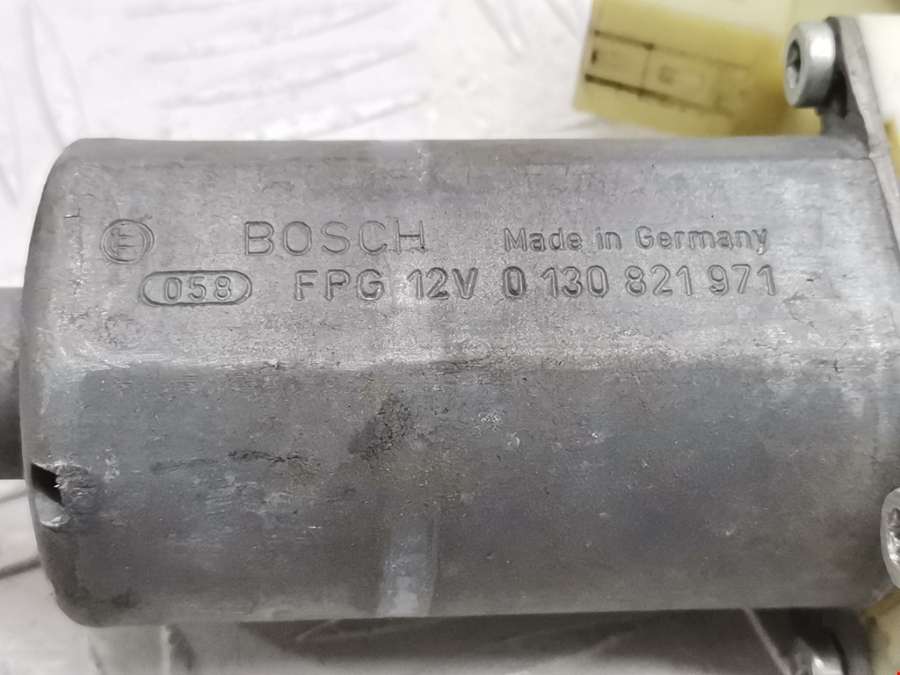 BOSCH Made in Germany
058 FPG 12V 0 130 821 971